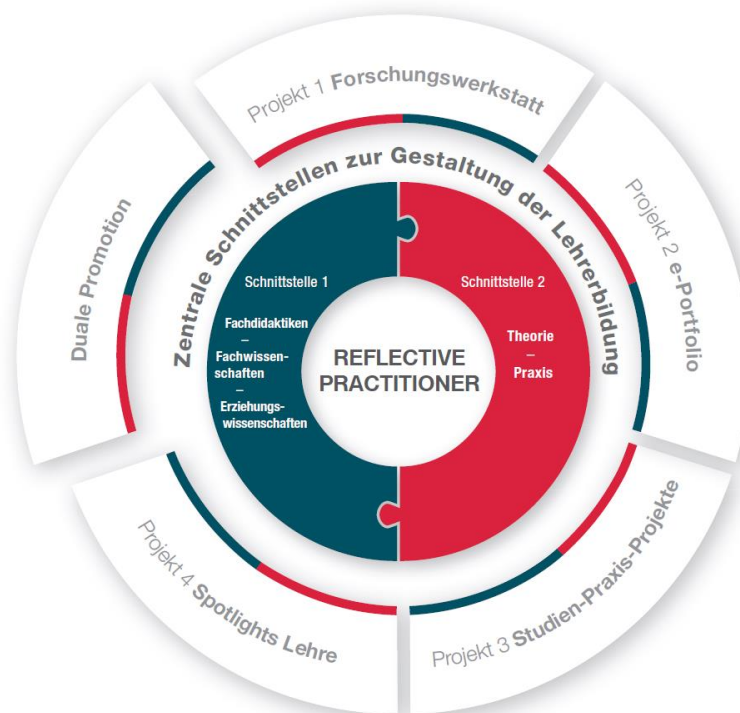 Projekt 1 Forschungswerkstatt
Projekt 2 e-Portfolio
Projekt 3 Studien-Praxis-Projekte
Projekt 4 Spotlights Lehre
Duale Promotion
Zentrale Schnittstellen zur Gestaltung der Lehrerbildung
Schnittstelle 1
Fachdidaktiken
–
Fachwissen-
schaften
–
Erziehungs-
wissenschaften
Schnittstelle 2
Theorie
–
Praxis
REFLECTIVE
PRACTITIONER